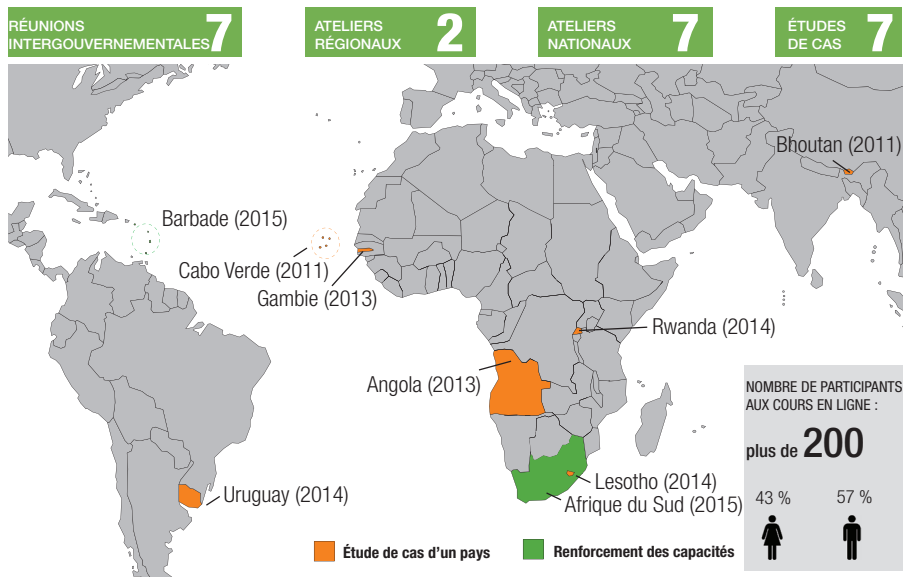 RÉUNIONS
INTERGOUVERNEMENTALES 7
ATELIERS
RÉGIONAUX 2
ATELIERS
NATIONAUX 7
ÉTUDES
DE CAS 7
Bhoutan (2011)
Barbade (2015)
Cabo Verde (2011)
Gambie (2013)
Rwanda (2014)
Angola (2013)
Lesotho (2014)
Afrique du Sud (2015)
Uruguay (2014)
NOMBRE DE PARTICIPANTS
AUX COURS EN LIGNE :
plus de 200
43 % 57 %
Étude de cas d'un pays
Renforcement des capacités